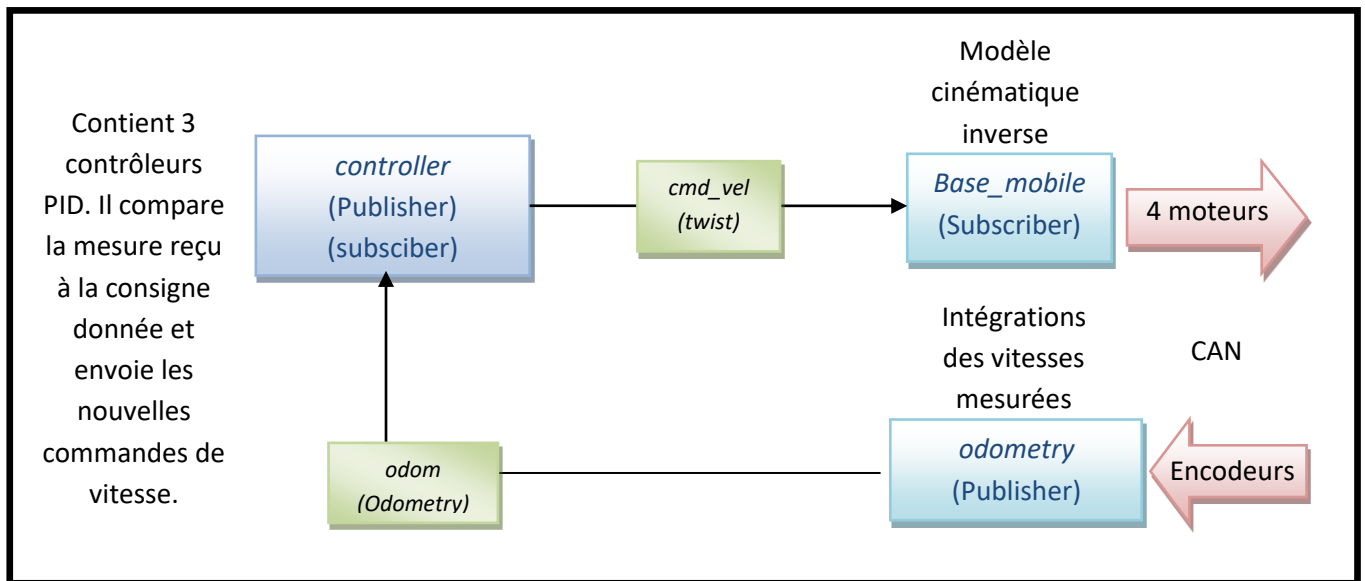 Contient 3
contrôleurs
PID. Il compare
la mesure reçu
à la consigne
donnée et
envoie les
nouvelles
commandes de
vitesse.
controller
(Publisher)
(subsciber)
cmd_vel
(twist)
Modèle
cinématique
inverse
Base_mobile
(Subscriber)
4 moteurs
odom
(Odometry)
Intégrations
des vitesses
mesurées
odometry
(Publisher)
CAN
Encodeurs